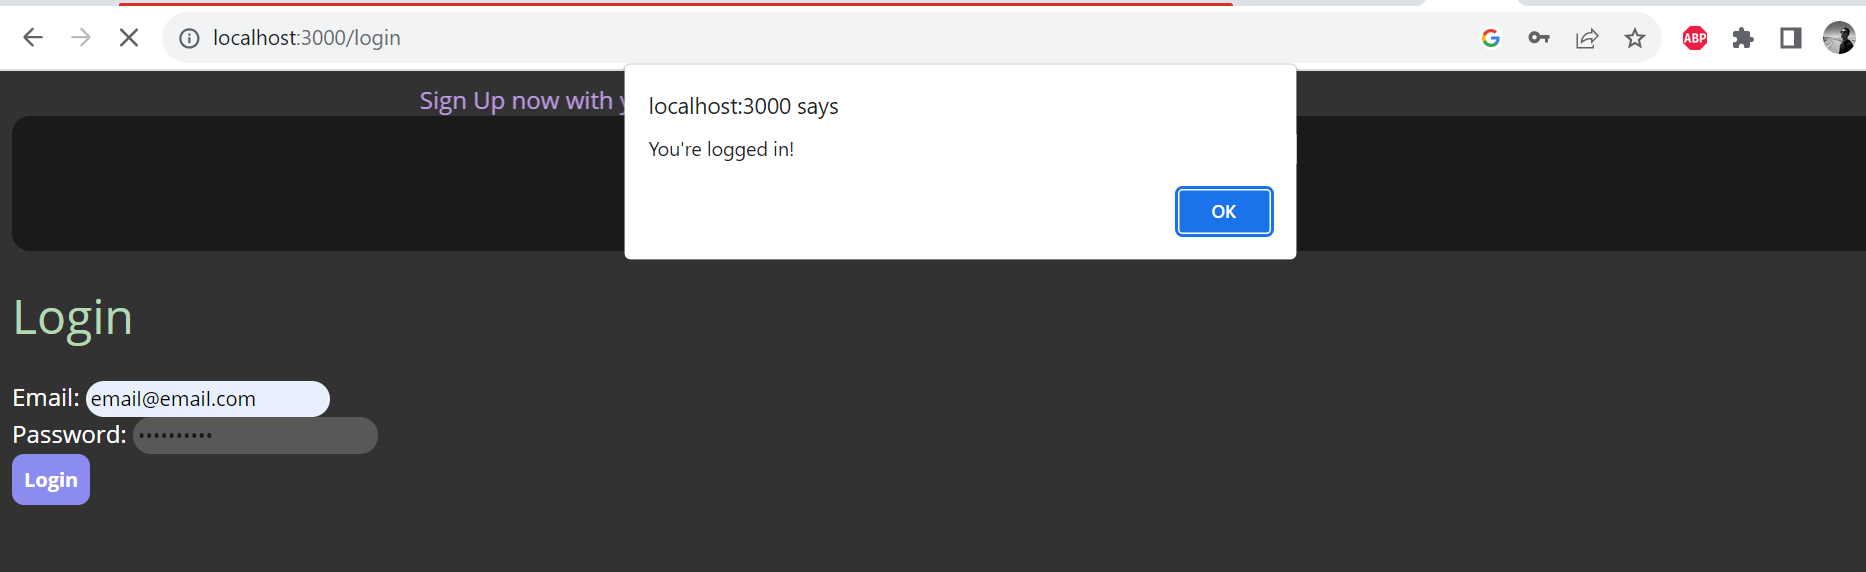 localhost:3000/login
ABP
Sign Up now with
localhost:3000 says
You're logged in!
OK
Login
Email: email@email.com
Password: ••••••••••
Login